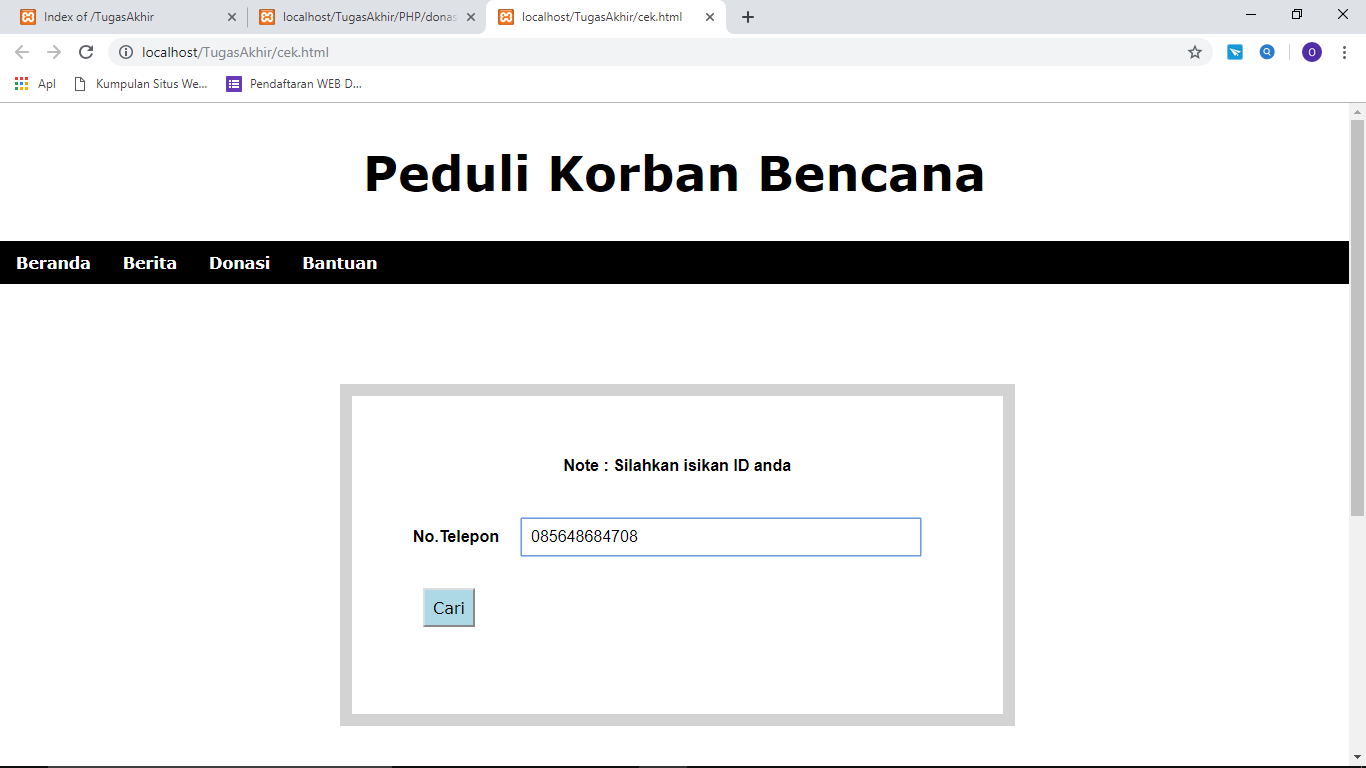 Index of /TugasAkhir
localhost/TugasAkhir/PHP/donas
localhost/TugasAkhir/cek.html
localhost/TugasAkhir/cek.html
O
Apl
Kumpulan Situs We...
Pendaftaran WEB D...
Peduli Korban Bencana
Beranda Berita Donasi Bantuan
Note : Silahkan isikan ID anda
No.Telepon 085648684708
Cari